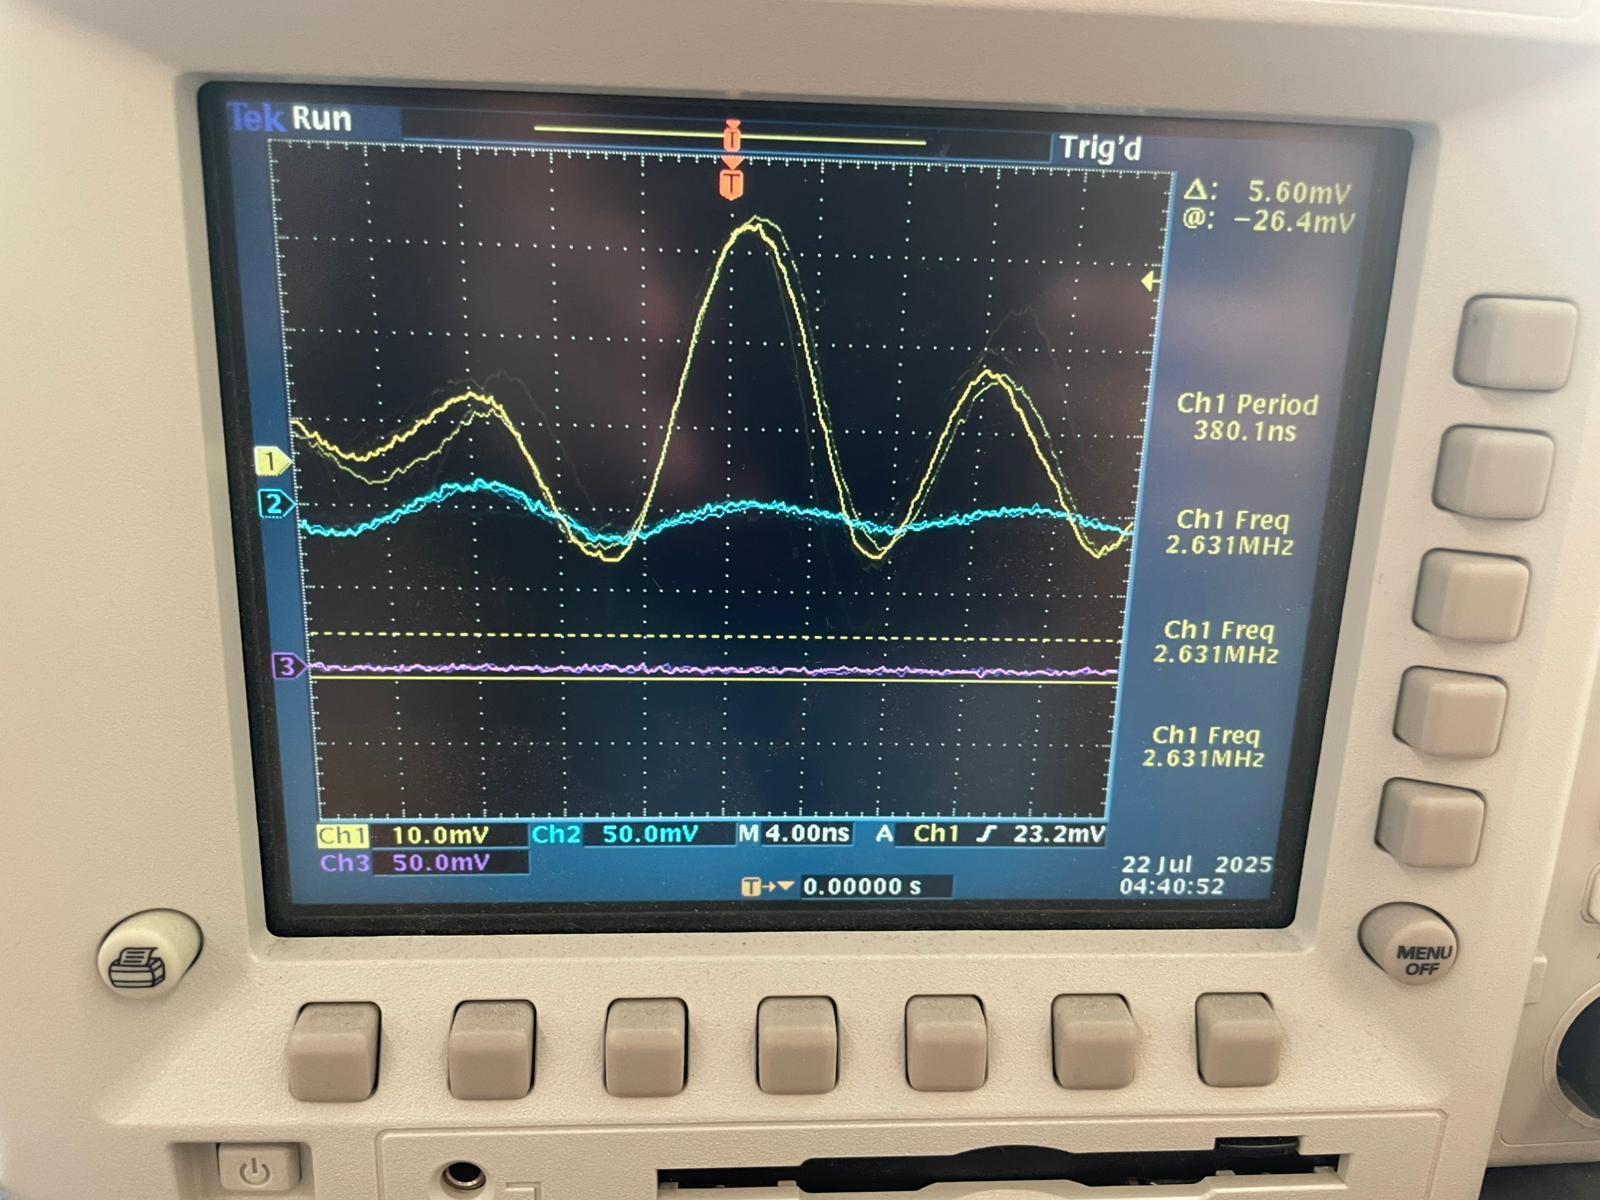 Tek Run
Trig'd
T
T
Δ: 5.60mV
@: −26.4mV
Ch1 Period
380.1ns
1
2
Ch1 Freq
2.631MHz
Ch1 Freq
2.631MHz
3
Ch1 Freq
2.631MHz
Ch1 10.0mV Ch2 50.0mV M 4.00ns A Ch1 ∫ 23.2mV
Ch3 50.0mV
T→▼ 0.00000 s
22 Jul 2025
04:40:52
MENU
OFF